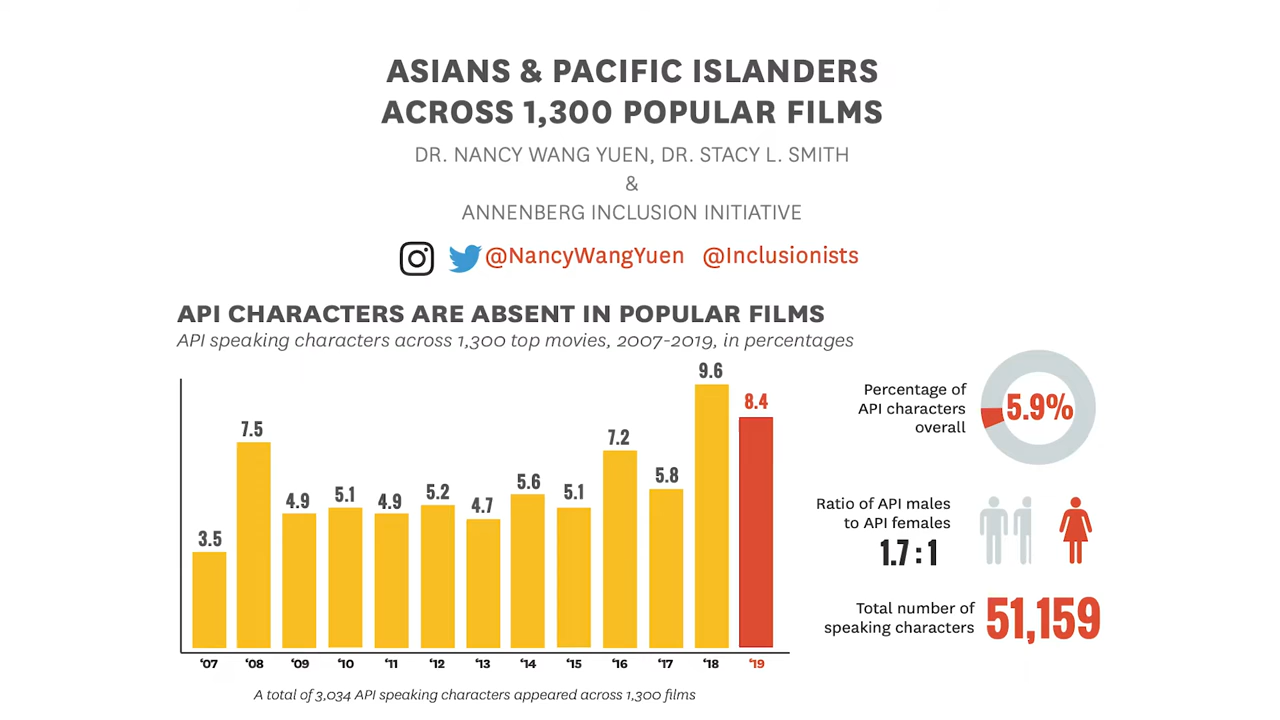 ASIANS & PACIFIC ISLANDERS
ACROSS 1,300 POPULAR FILMS
DR. NANCY WANG YUEN, DR. STACY L. SMITH
&
ANNENBERG INCLUSION INITIATIVE
@NancyWangYuen @Inclusionists
API CHARACTERS ARE ABSENT IN POPULAR FILMS
API speaking characters across 1,300 top movies, 2007-2019, in percentages
3.5 7.5 4.9 5.1 4.9 5.2 4.7 5.6 5.1 7.2 5.8 9.6 8.4
‘07 ‘08 ‘09 ‘10 ‘11 ‘12 ‘13 ‘14 ‘15 ‘16 ‘17 ‘18 ‘19
A total of 3,034 API speaking characters appeared across 1,300 films
Percentage of
API characters
overall
5.9%
Ratio of API males
to API females
1.7 : 1
Total number of
speaking characters
51,159